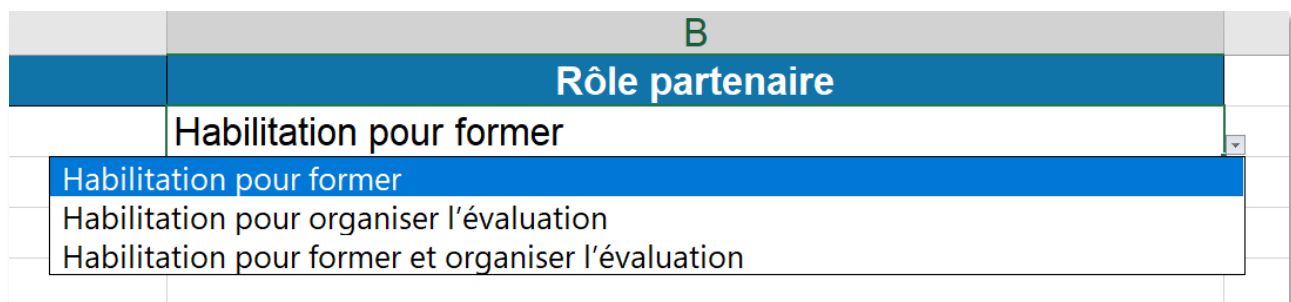 B
Rôle partenaire
Habilitation pour former
Habilitation pour former
Habilitation pour organiser l’évaluation
Habilitation pour former et organiser l’évaluation